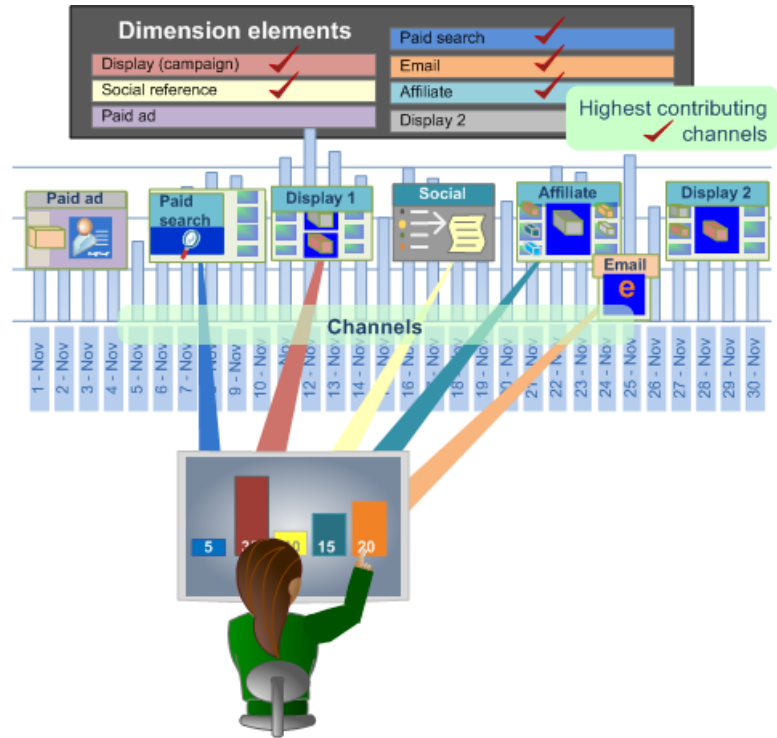 Dimension elements
Display (campaign)
Social reference
Paid ad
Paid search
Email
Affiliate
Display 2
Highest contributing
channels
Paid ad
Paid
search
Display 1
Social
Affiliate
Display 2
Email
e
Channels
1 - Nov
2 - Nov
3 - Nov
4 - Nov
5 - Nov
6 - Nov
7 - Nov
9 - Nov
10 - Nov
12 - Nov
13 - Nov
14 - Nov
16 - Nov
18 - Nov
19 - Nov
21 - Nov
22 - Nov
23 - Nov
24 - Nov
25 - Nov
26 - Nov
27 - Nov
28 - Nov
29 - Nov
30 - Nov
5
15
20